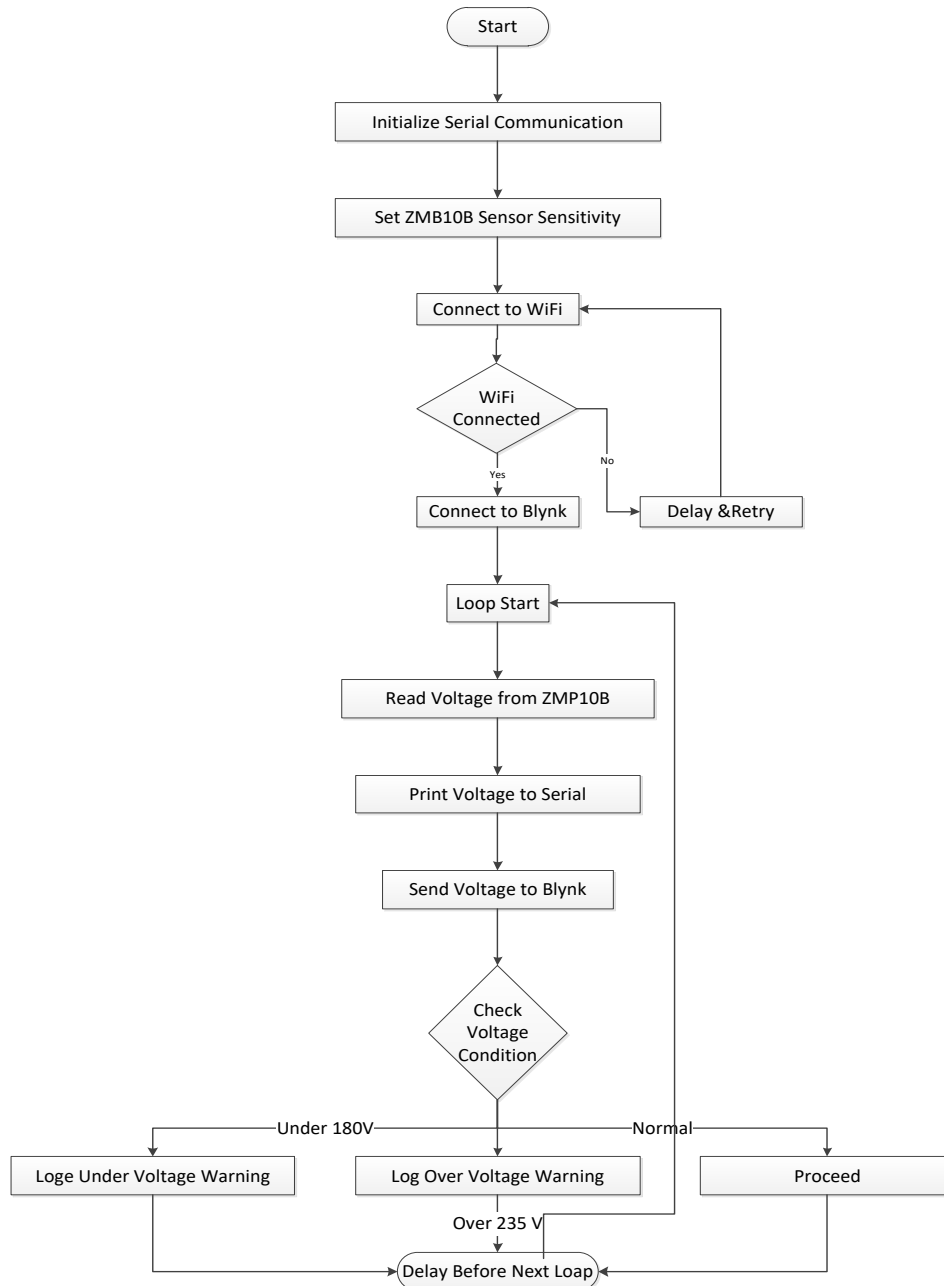 Start
Initialize Serial Communication
Set ZMB10B Sensor Sensitivity
Connect to WiFi
WiFi
Connected
No
Yes
Connect to Blynk
Delay &Retry
Loop Start
Read Voltage from ZMP10B
Print Voltage to Serial
Send Voltage to Blynk
Check
Voltage
Condition
Under 180V
Normal
Loge Under Voltage Warning
Log Over Voltage Warning
Proceed
Over 235 V
Delay Before Next Loap